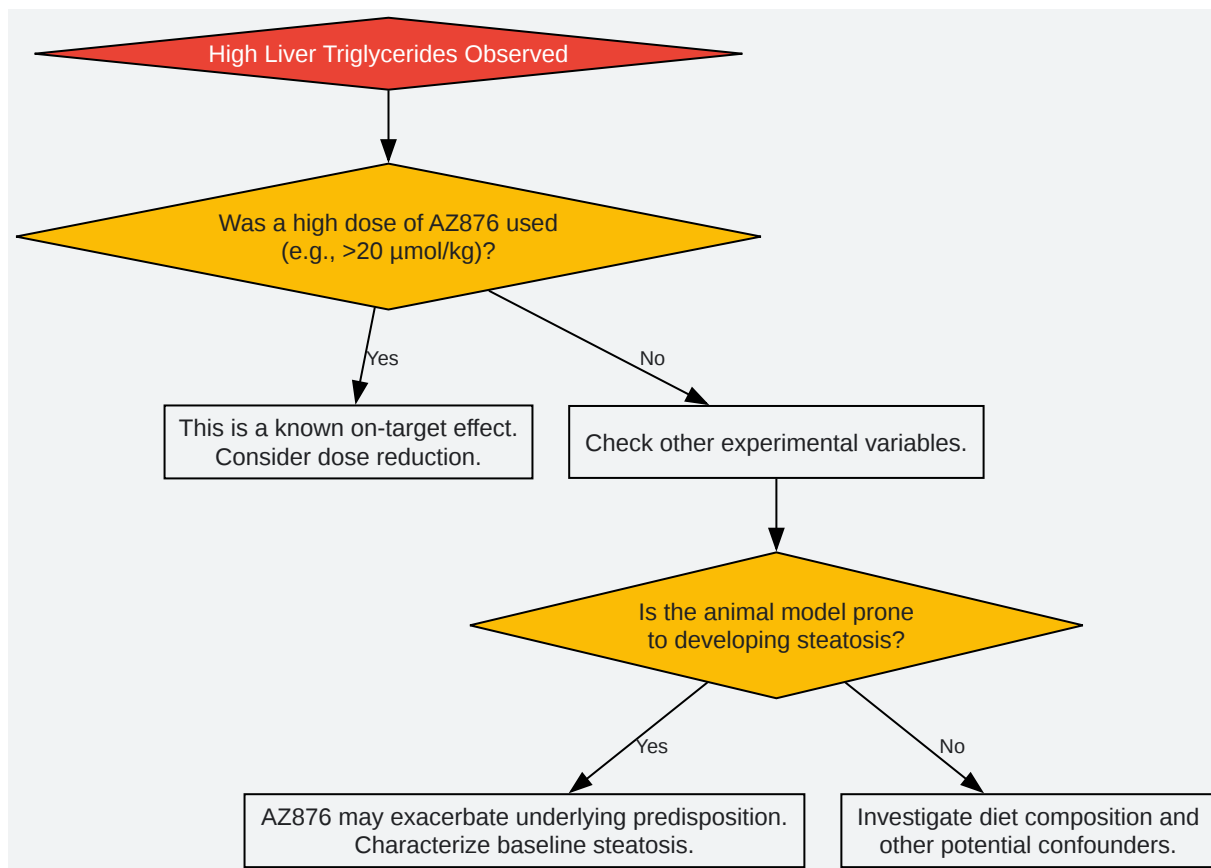 High Liver Triglycerides Observed
Was a high dose of AZ876 used
(e.g., >20 µmol/kg)?
Yes
No
This is a known on-target effect.
Consider dose reduction.
Check other experimental variables.
Is the animal model prone
to developing steatosis?
Yes
No
AZ876 may exacerbate underlying predisposition.
Characterize baseline steatosis.
Investigate diet composition and
other potential confounders.